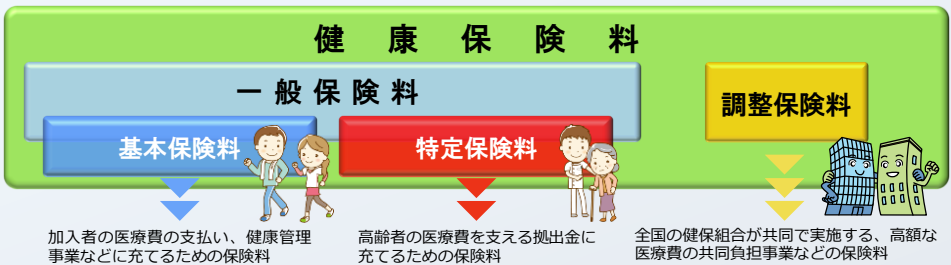 健康保険料
一般保険料
調整保険料
基本保険料
特定保険料
加入者の医療費の支払い、健康管理
事業などに充てるための保険料
高齢者の医療費を支える拠出金に
充てるための保険料
全国の健保組合が共同で実施する、高額な
医療費の共同負担事業などの保険料